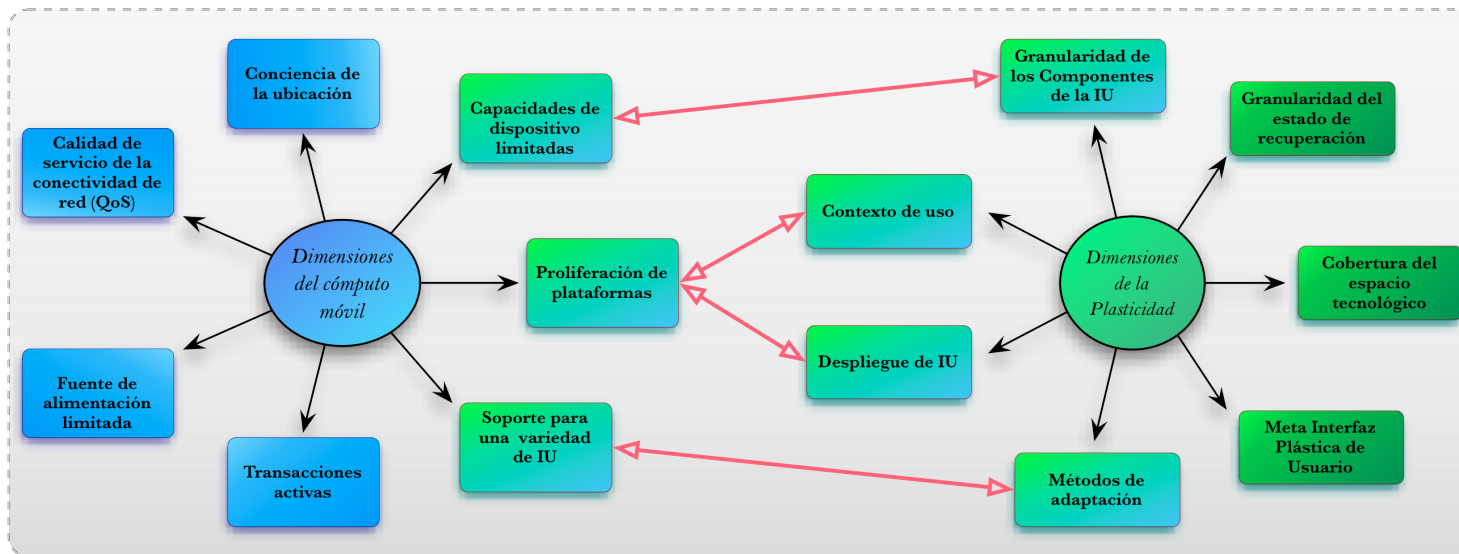 Conciencia de
la ubicación
Capacidades de
dispositivo
limitadas
Granularidad de
los Componentes
de la IU
Granularidad del
estado de
recuperación
Calidad de
servicio de la
conectividad de
red (QoS)
Contexto de uso
Dimensiones
del cómputo
móvil
Proliferación de
plataformas
Dimensiones
de la
Plasticidad
Cobertura del
espacio
tecnológico
Fuente de
alimentación
limitada
Despliegue de IU
Soporte para
una variedad
de IU
Meta Interfaz
Plástica de
Usuario
Transacciones
activas
Métodos de
adaptación